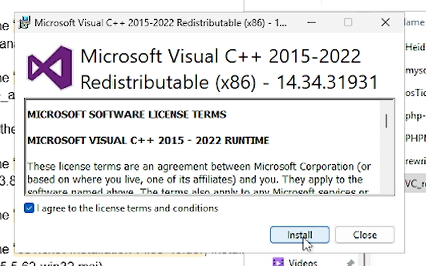 Microsoft Visual C++ 2015-2022 Redistributable (x86) - 1...
Microsoft Visual C++ 2015-2022
Redistributable (x86) - 14.34.31931
MICROSOFT SOFTWARE LICENSE TERMS
MICROSOFT VISUAL C++ 2015 - 2022 RUNTIME
These license terms are an agreement between Microsoft Corporation (or
based on where you live, one of its affiliates) and you. They apply to the
software named above. The terms also apply to any Microsoft services or
I agree to the license terms and conditions
Install
Close
Name
Heid
mysc
osTic
php-
PHP
rewri
VC_r
Videos